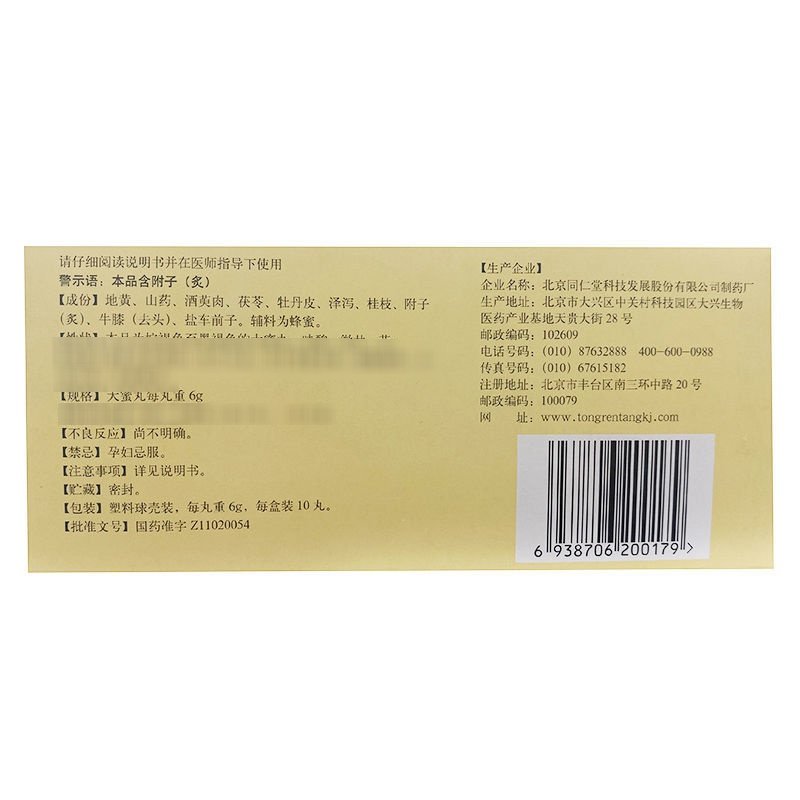 请仔细阅读说明书并在医师指导下使用
警示语：本品含附子（炙）
【成份】地黄、山药、酒萸肉、茯苓、牡丹皮、泽泻、桂枝、附子
（炙）、牛膝（去头）、盐车前子。辅料为蜂蜜。
【规格】大蜜丸每丸重 6g
【不良反应】尚不明确。
【禁忌】孕妇忌服。
【注意事项】详见说明书。
【贮藏】密封。
【包装】塑料球壳装，每丸重 6g，每盒装 10 丸。
【批准文号】国药准字 Z11020054
【生产企业】
企业名称：北京同仁堂科技发展股份有限公司制药厂
生产地址：北京市大兴区中关村科技园区大兴生物
医药产业基地天贵大街 28 号
邮政编码：102609
电话号码：（010）87632888 400-600-0988
传真号码：（010）67615182
注册地址：北京市丰台区南三环中路 20 号
邮政编码：100079
网 址：www.tongrentangkj.com
6 938706 200179 >